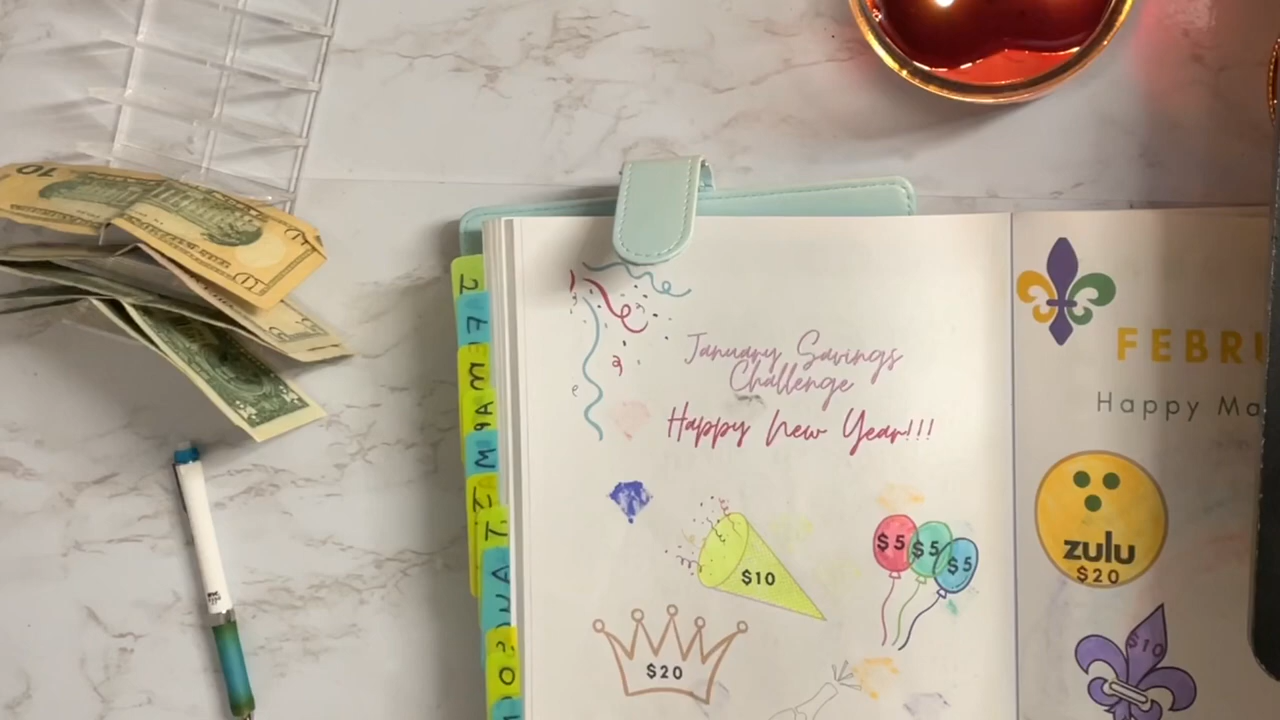 10
January Savings
Challenge
Happy New Year!!!
$10
$5
$5
$5
$20
FEBRU
Happy Ma
zulu
$20
$10